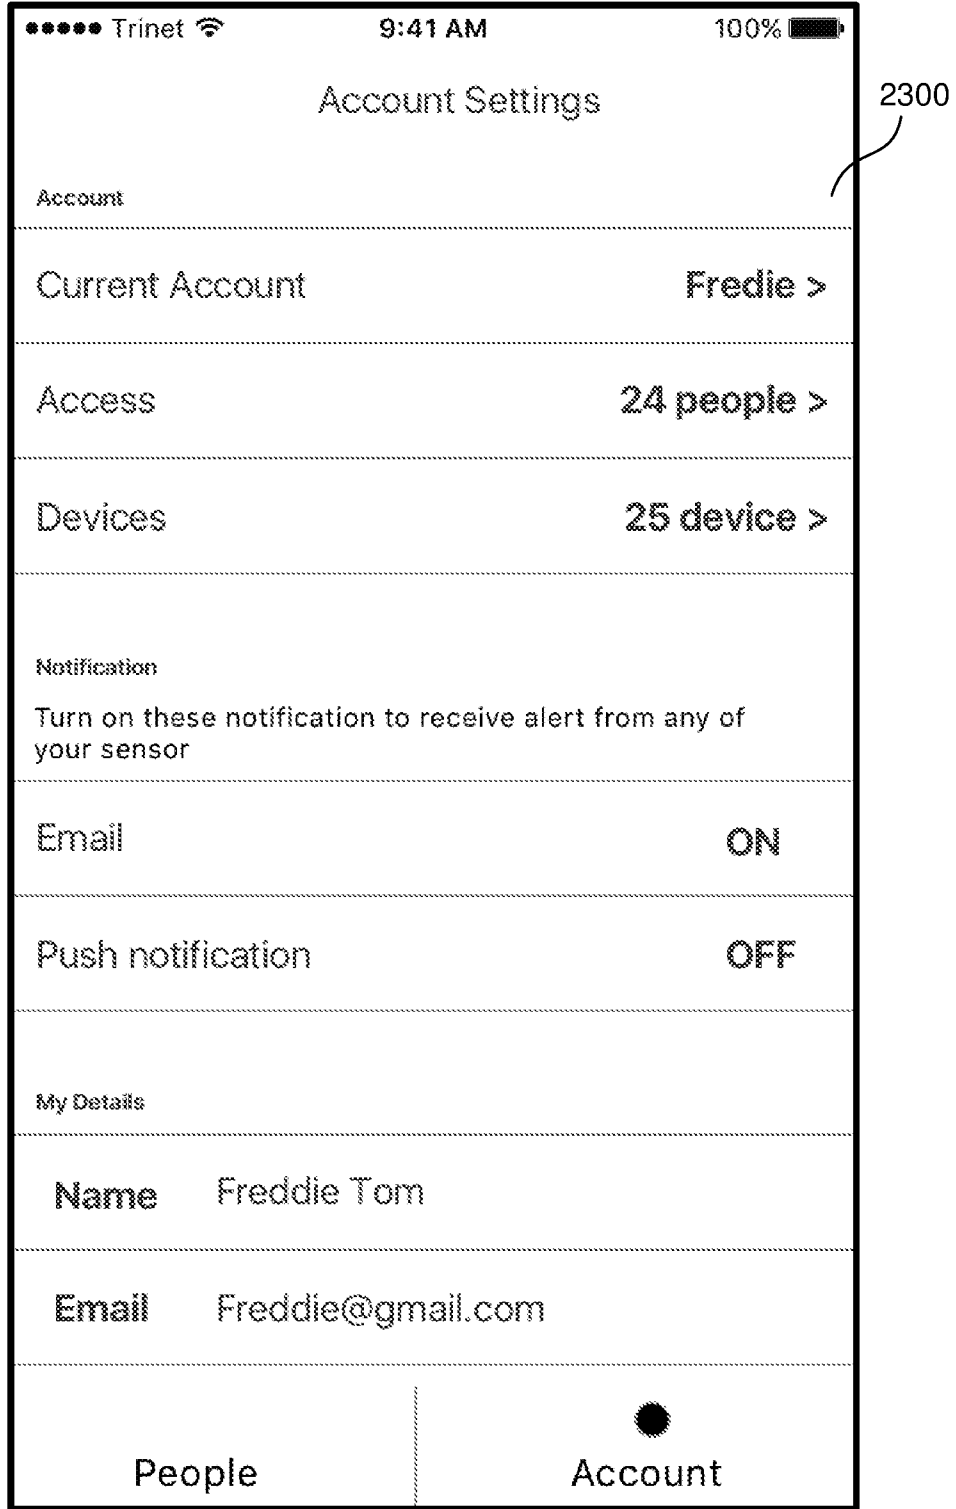 Trinet 9:41 AM 100%
Account Settings
2300
Account
Current Account Fredie >
Access 24 people >
Devices 25 device >
Notification
Turn on these notification to receive alert from any of
your sensor
Email ON
Push notification OFF
My Details
Name Freddie Tom
Email Freddie@gmail.com
People Account